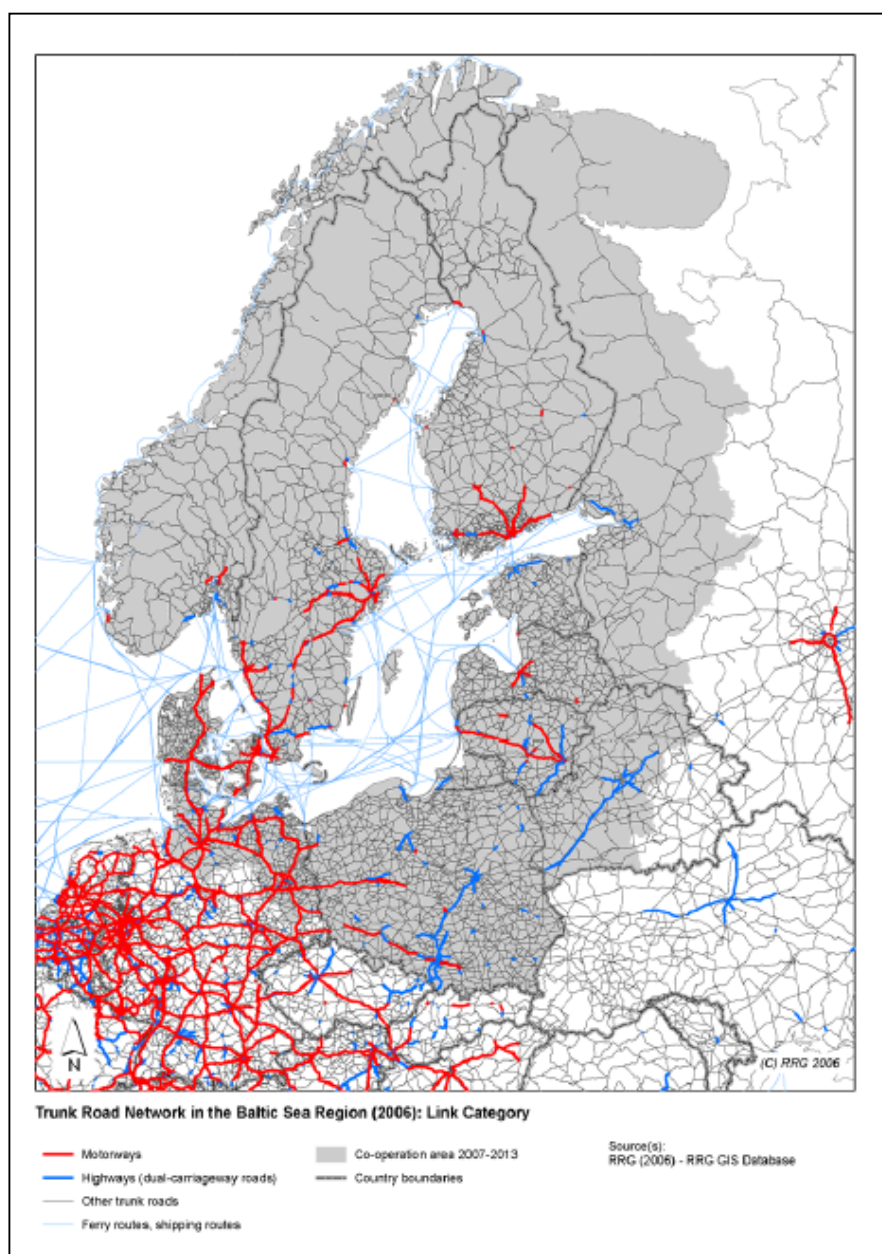 N
(C) RRG 2006
Trunk Road Network in the Baltic Sea Region (2006): Link Category
Motorways
Highways (dual-carriageway roads)
Other trunk roads
Ferry routes, shipping routes
Co-operation area 2007-2013
Country boundaries
Source(s):
RRG (2006) - RRG GIS Database